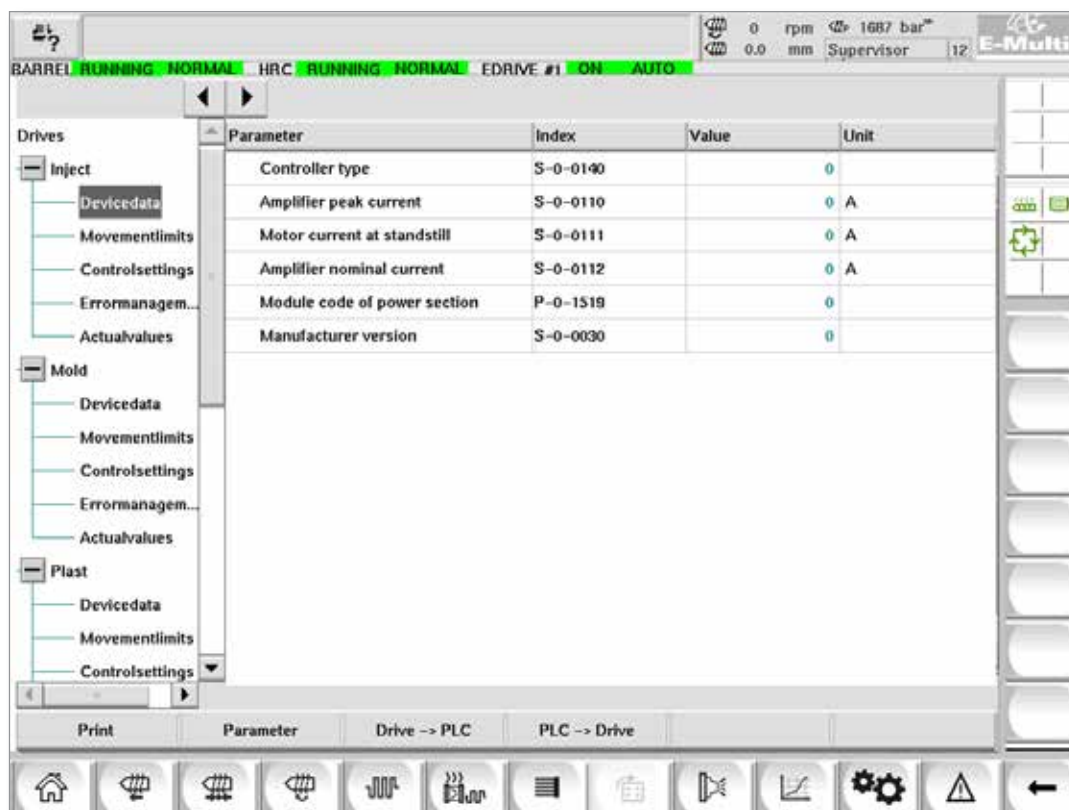 ?
0 rpm 1687 bar
0.0 mm Supervisor 12
E-Multi
BARREL RUNNING NORMAL HRC RUNNING NORMAL EDRIVE #1 ON AUTO
Drives
Inject
Devicedata
Movementlimits
Controlsettings
Errormanagem...
Actualvalues
Mold
Devicedata
Movementlimits
Controlsettings
Errormanagem...
Actualvalues
Plast
Devicedata
Movementlimits
Controlsettings
Parameter Index Value Unit
Controller type S-0-0140 0
Amplifier peak current S-0-0110 0 A
Motor current at standstill S-0-0111 0 A
Amplifier nominal current S-0-0112 0 A
Module code of power section P-0-1519 0
Manufacturer version S-0-0030 0
Print Parameter Drive -> PLC PLC -> Drive